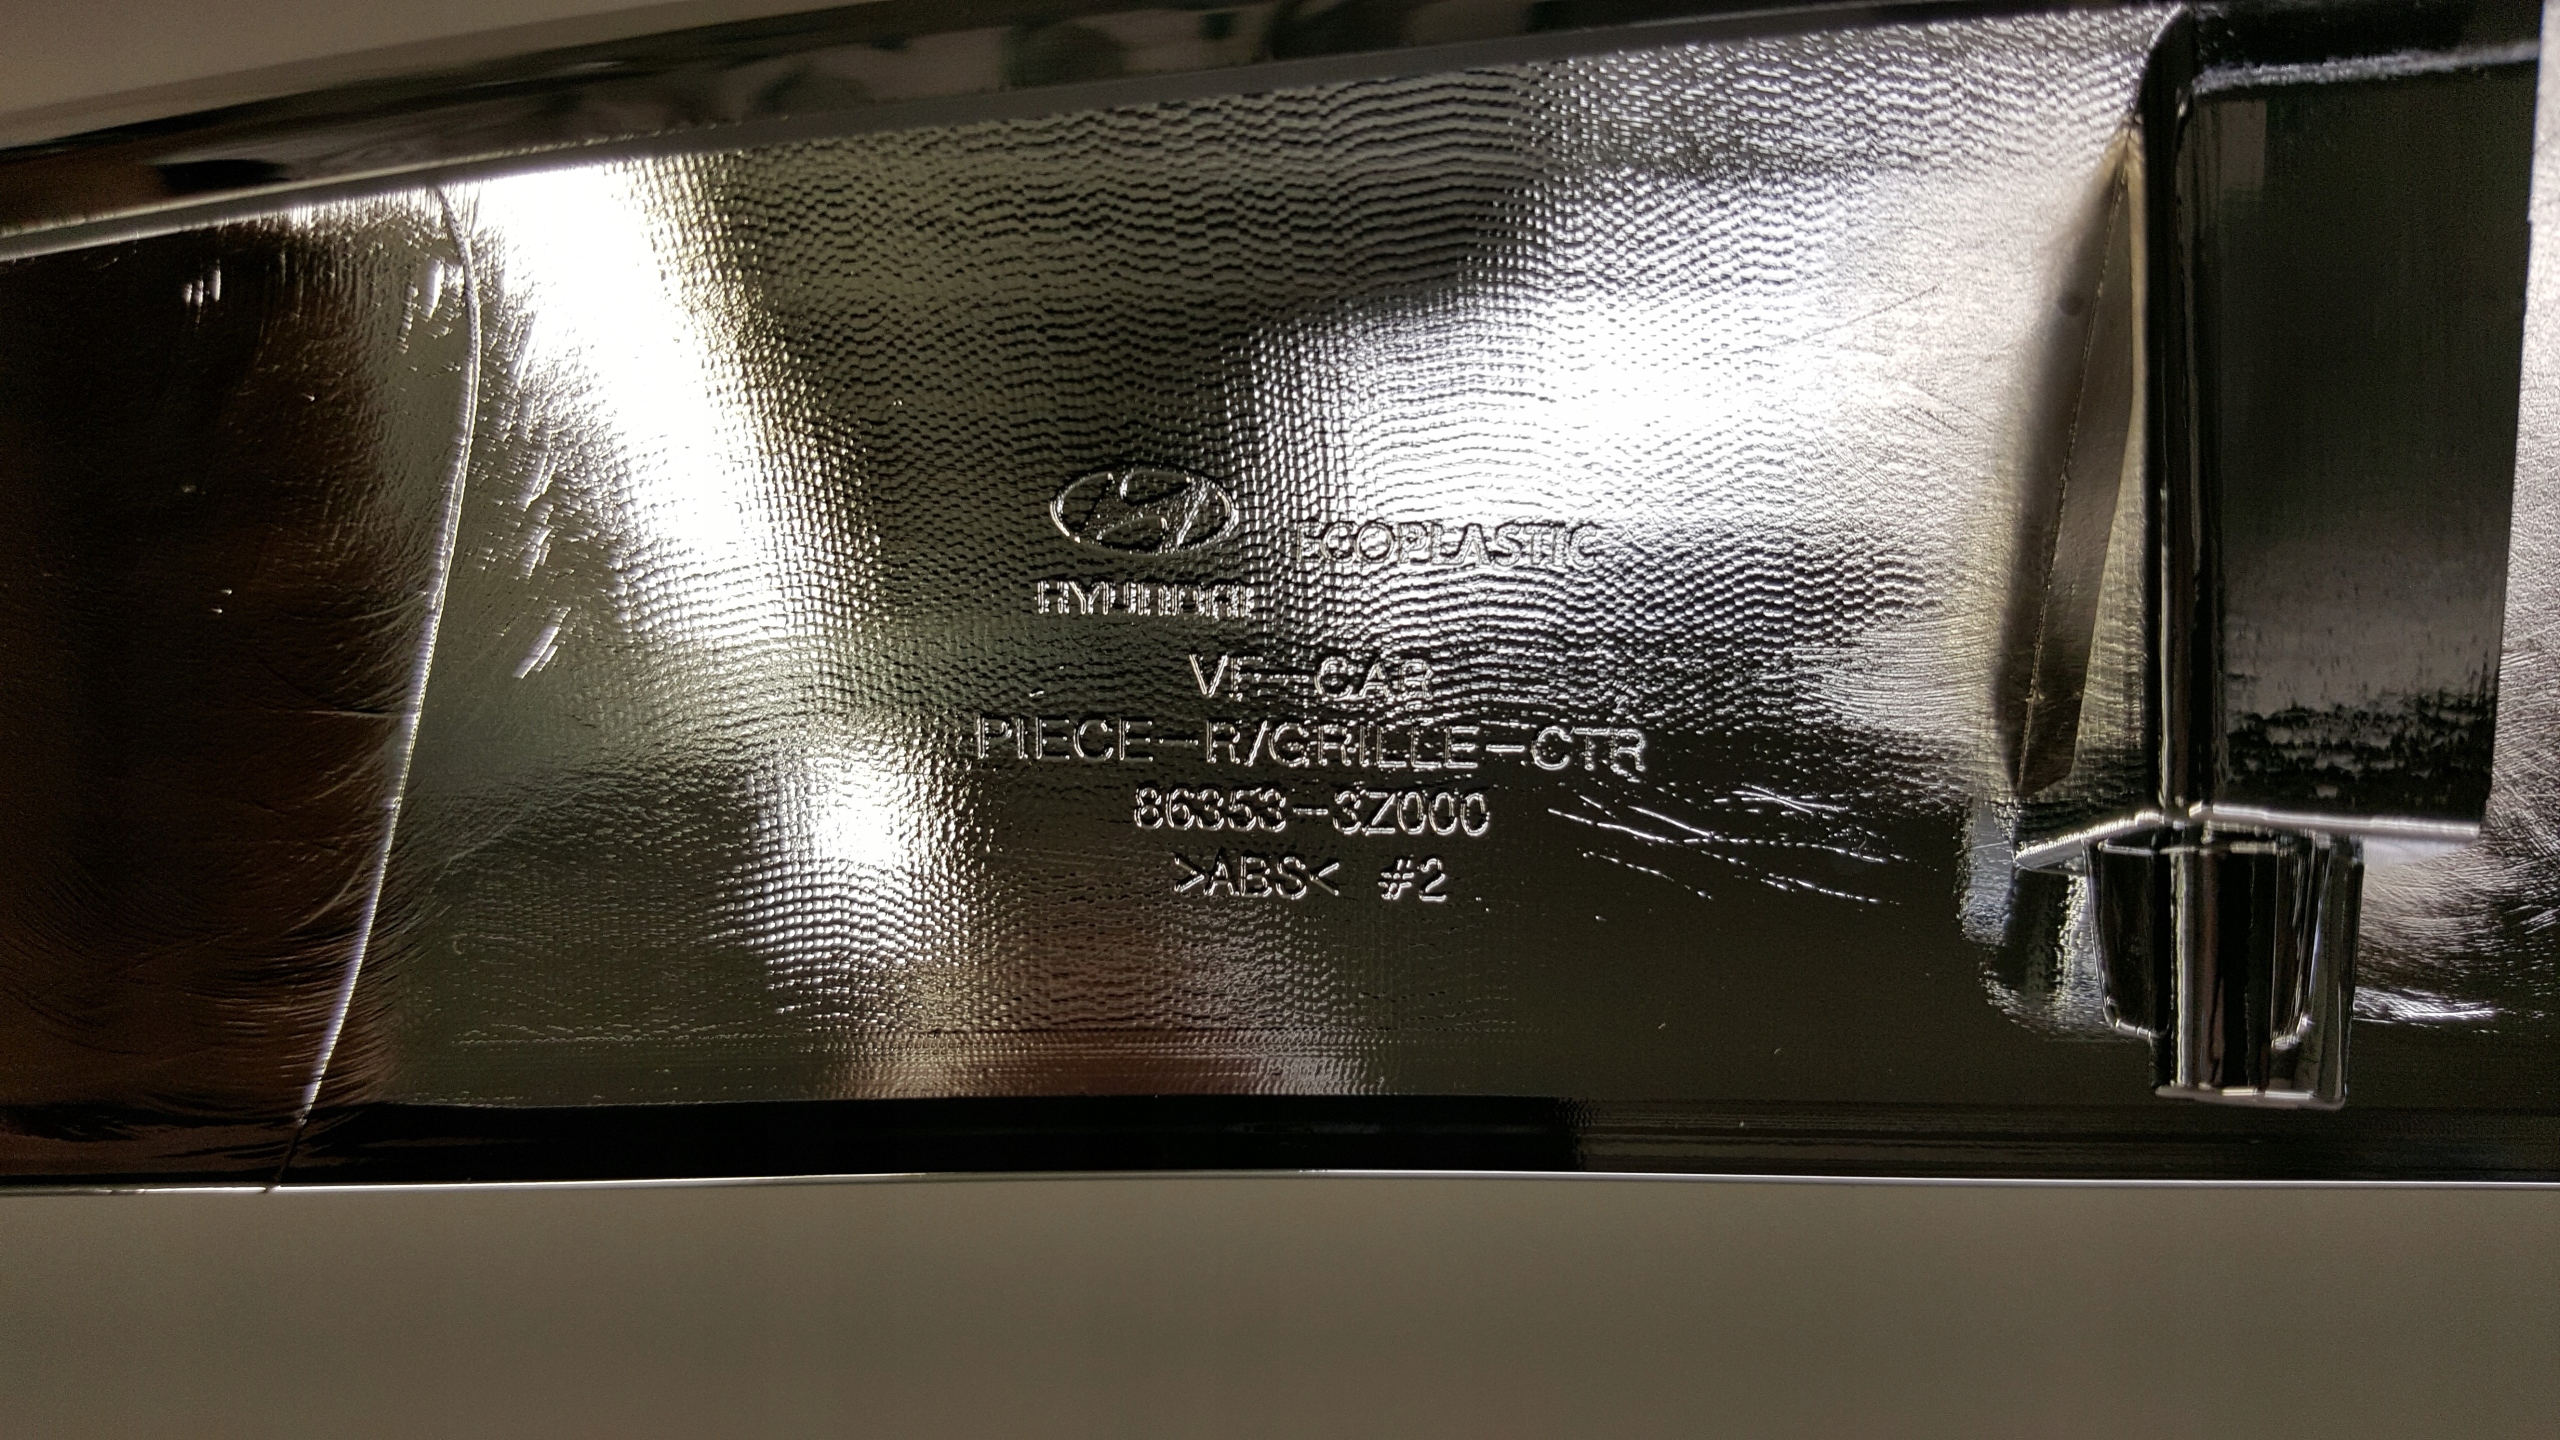 HYUNDAI ECOPLASTIC
VF-CAR
PIECE-R/GRILLE-CTR
86353-3Z000
>ABS< #2